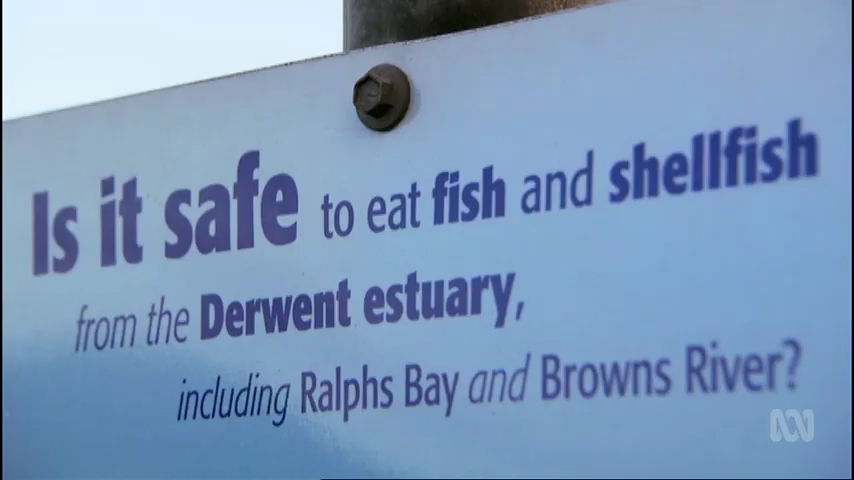 Is it safe to eat fish and shellfish
from the Derwent estuary,
including Ralphs Bay and Browns River?